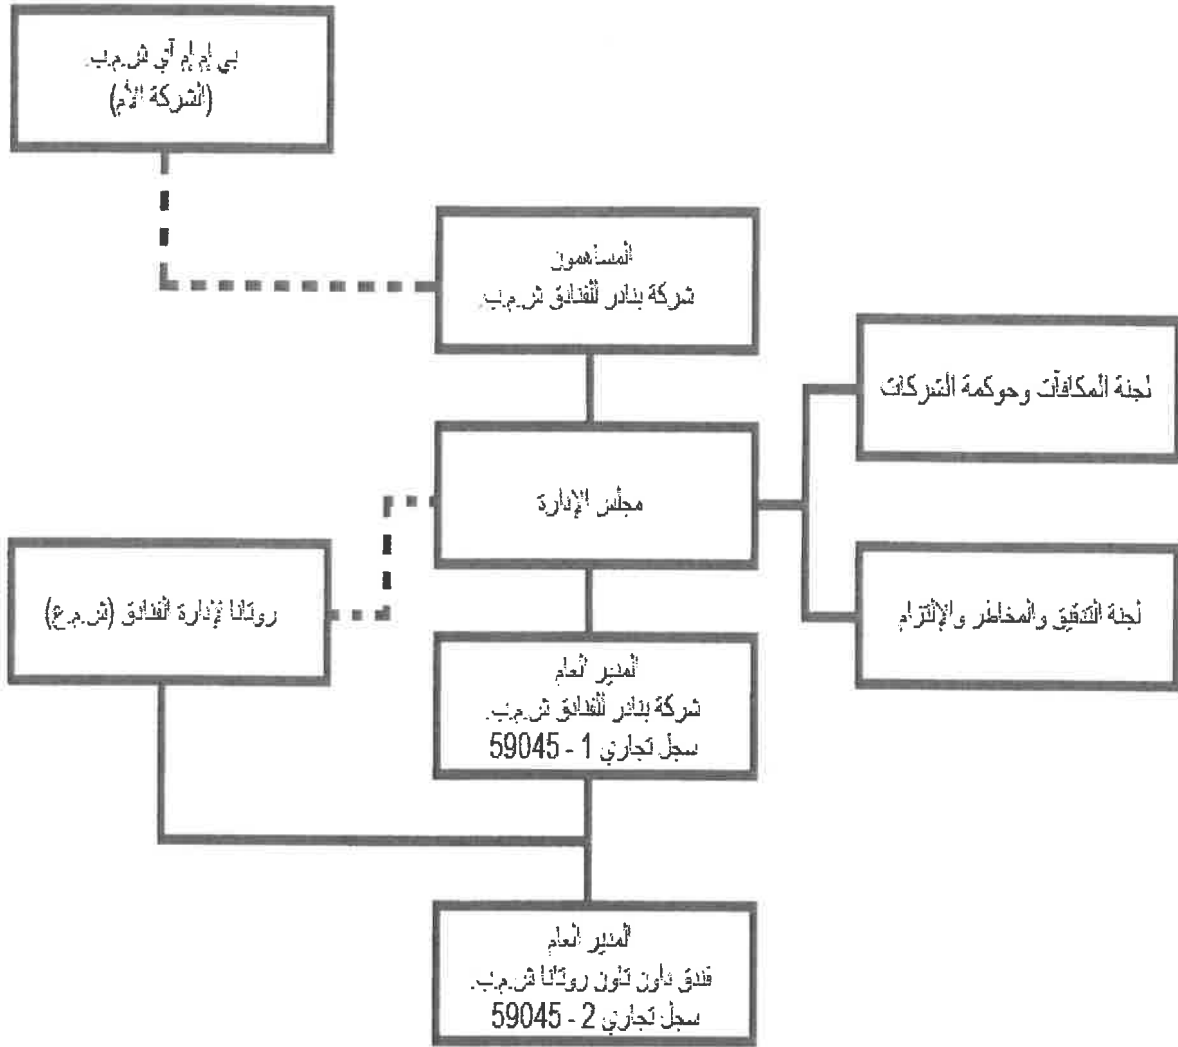 بي إم إم آي ش.م.ب.
(الشركة الأم)
المساهمون
شركة بنادر للفنادق ش.م.ب.
لجنة المكافآت وحوكمة الشركات
مجلس الإدارة
روتانا لإدارة الفنادق (ش.م.ع)
لجنة التدقيق والمخاطر والإلتزام
المدير العام
شركة بنادر للفنادق ش.م.ب.
سجل تجاري 1 - 59045
المدير العام
فندق داون تاون روتانا ش.م.ب.
سجل تجاري 2 - 59045